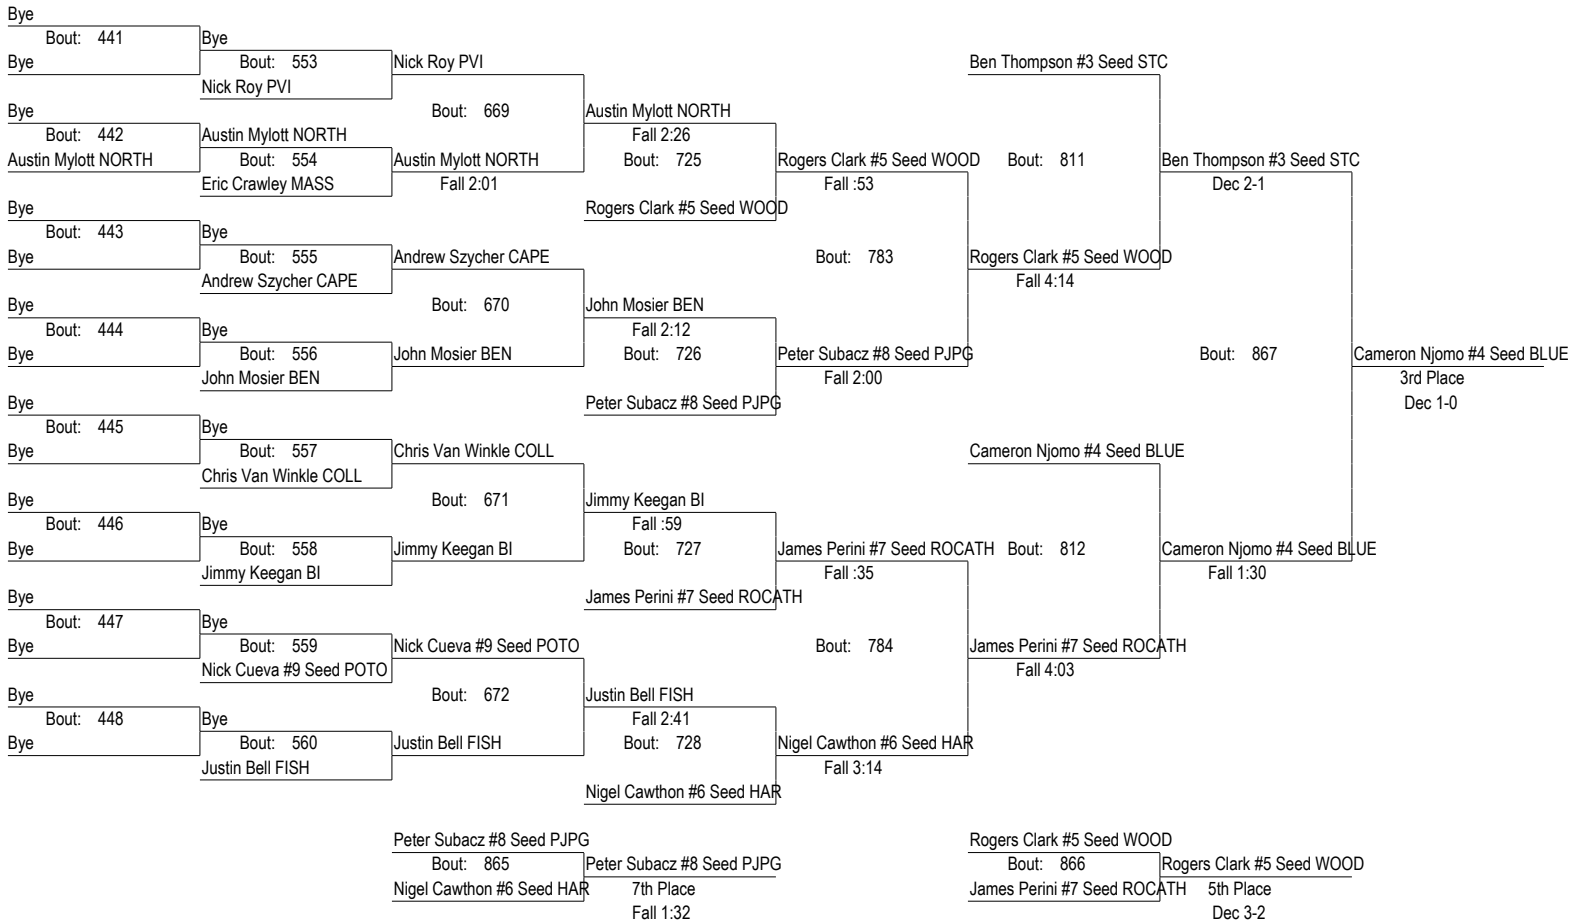 Bye
Bout: 441
Bye
Bye
Bout: 553
Nick Roy PVI
Nick Roy PVI
Bout: 669
Bye
Bout: 442
Austin Mylott NORTH
Austin Mylott NORTH
Bout: 554
Eric Crawley MASS
Austin Mylott NORTH
Fall 2:01
Austin Mylott NORTH
Fall 2:26
Bout: 725
Rogers Clark #5 Seed WOOD
Rogers Clark #5 Seed WOOD
Fall :53
Bye
Bout: 443
Bye
Bye
Bout: 555
Andrew Szycher CAPE
Andrew Szycher CAPE
Bout: 670
Bye
Bout: 444
Bye
Bye
Bout: 556
John Mosier BEN
John Mosier BEN
John Mosier BEN
Fall 2:12
Bout: 726
Peter Subacz #8 Seed PJPG
Peter Subacz #8 Seed PJPG
Fall 2:00
Bout: 783
Rogers Clark #5 Seed WOOD
Fall 4:14
Ben Thompson #3 Seed STC
Bout: 811
Ben Thompson #3 Seed STC
Dec 2-1
Bye
Bout: 445
Bye
Bye
Bout: 557
Chris Van Winkle COLL
Chris Van Winkle COLL
Bout: 671
Bye
Bout: 446
Bye
Bye
Bout: 558
Jimmy Keegan BI
Jimmy Keegan BI
Jimmy Keegan BI
Fall :59
Bout: 727
James Perini #7 Seed ROCATH
James Perini #7 Seed ROCATH
Fall :35
Bye
Bout: 447
Bye
Bye
Bout: 559
Nick Cueva #9 Seed POTO
Nick Cueva #9 Seed POTO
Bout: 672
Bye
Bout: 448
Bye
Bye
Bout: 560
Justin Bell FISH
Justin Bell FISH
Justin Bell FISH
Fall 2:41
Bout: 728
Nigel Cawthon #6 Seed HAR
Nigel Cawthon #6 Seed HAR
Fall 3:14
Bout: 784
James Perini #7 Seed ROCATH
Fall 4:03
Cameron Njomo #4 Seed BLUE
Bout: 812
Cameron Njomo #4 Seed BLUE
Fall 1:30
Bout: 867
Cameron Njomo #4 Seed BLUE
3rd Place
Dec 1-0
Peter Subacz #8 Seed PJPG
Bout: 865
Nigel Cawthon #6 Seed HAR
Peter Subacz #8 Seed PJPG
7th Place
Fall 1:32
Rogers Clark #5 Seed WOOD
Bout: 866
James Perini #7 Seed ROCATH
Rogers Clark #5 Seed WOOD
5th Place
Dec 3-2